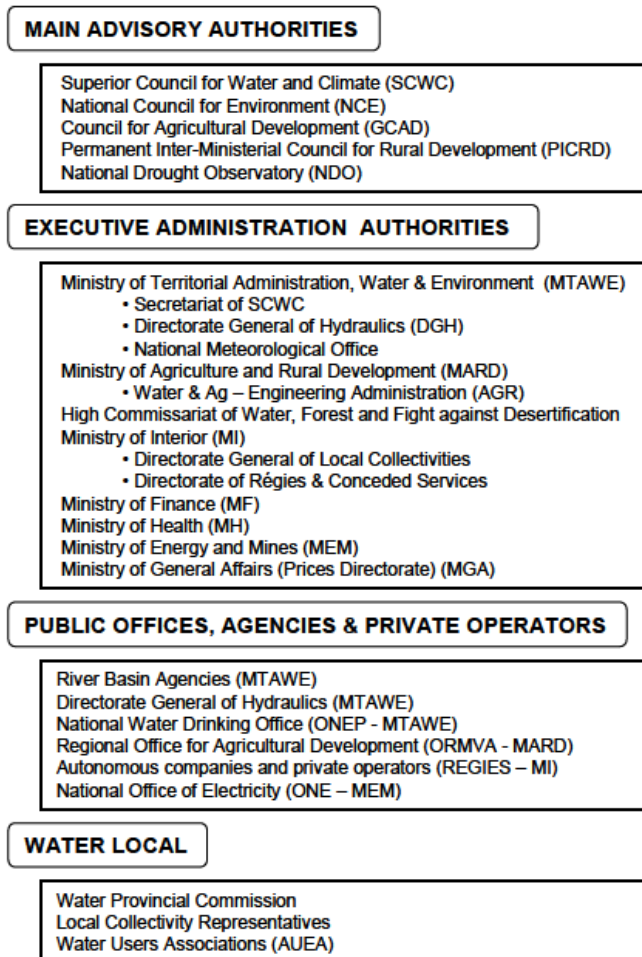 MAIN ADVISORY AUTHORITIES
Superior Council for Water and Climate (SCWC)
National Council for Environment (NCE)
Council for Agricultural Development (GCAD)
Permanent Inter-Ministerial Council for Rural Development (PICRD)
National Drought Observatory (NDO)
EXECUTIVE ADMINISTRATION AUTHORITIES
Ministry of Territorial Administration, Water & Environment (MTAWE)
• Secretariat of SCWC
• Directorate General of Hydraulics (DGH)
• National Meteorological Office
Ministry of Agriculture and Rural Development (MARD)
• Water & Ag – Engineering Administration (AGR)
High Commissariat of Water, Forest and Fight against Desertification
Ministry of Interior (MI)
• Directorate General of Local Collectivities
• Directorate of Régies & Conceded Services
Ministry of Finance (MF)
Ministry of Health (MH)
Ministry of Energy and Mines (MEM)
Ministry of General Affairs (Prices Directorate) (MGA)
PUBLIC OFFICES, AGENCIES & PRIVATE OPERATORS
River Basin Agencies (MTAWE)
Directorate General of Hydraulics (MTAWE)
National Water Drinking Office (ONEP - MTAWE)
Regional Office for Agricultural Development (ORMVA - MARD)
Autonomous companies and private operators (REGIES – MI)
National Office of Electricity (ONE – MEM)
WATER LOCAL
Water Provincial Commission
Local Collectivity Representatives
Water Users Associations (AUEA)